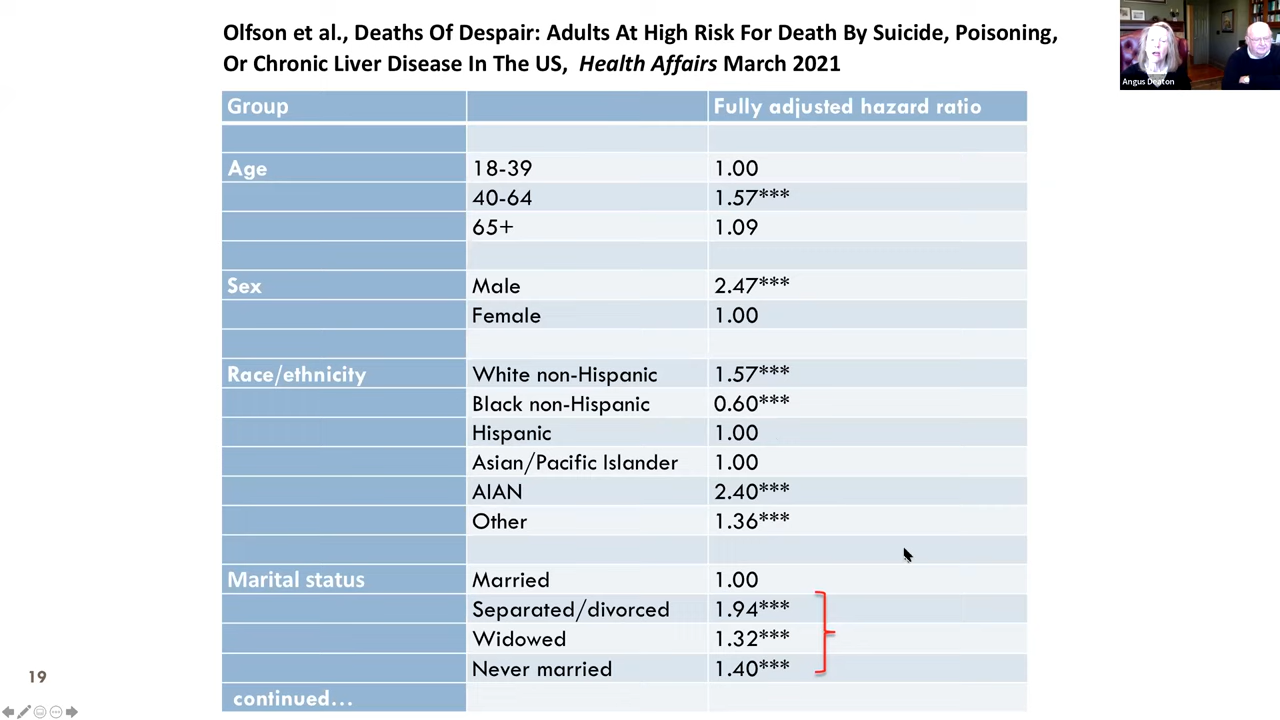 Olfson et al., Deaths Of Despair: Adults At High Risk For Death By Suicide, Poisoning,
Or Chronic Liver Disease In The US, Health Affairs March 2021
Angus Deaton
Group Fully adjusted hazard ratio
Age 18-39 1.00
40-64 1.57***
65+ 1.09
Sex Male 2.47***
Female 1.00
Race/ethnicity White non-Hispanic 1.57***
Black non-Hispanic 0.60***
Hispanic 1.00
Asian/Pacific Islander 1.00
AIAN 2.40***
Other 1.36***
Marital status Married 1.00
Separated/divorced 1.94***
Widowed 1.32***
Never married 1.40***
continued...
19